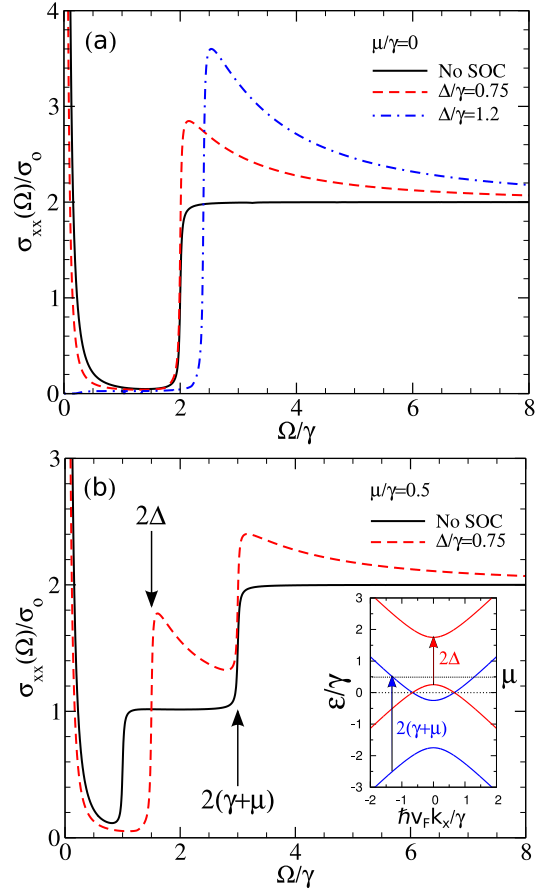 (a)
μ/γ=0
No SOC
Δ/γ=0.75
Δ/γ=1.2
4
3
2
1
0
σxx(Ω)/σo
0 2 4 6 8
Ω/γ
(b)
μ/γ=0.5
No SOC
Δ/γ=0.75
2Δ
2(γ+μ)
3
2
1
0
σxx(Ω)/σo
0 2 4 6 8
Ω/γ
3
2
1
0
-1
-2
-3
ε/γ
2Δ
μ
2(γ+μ)
-2 -1 0 1 2
ħvFkx/γ